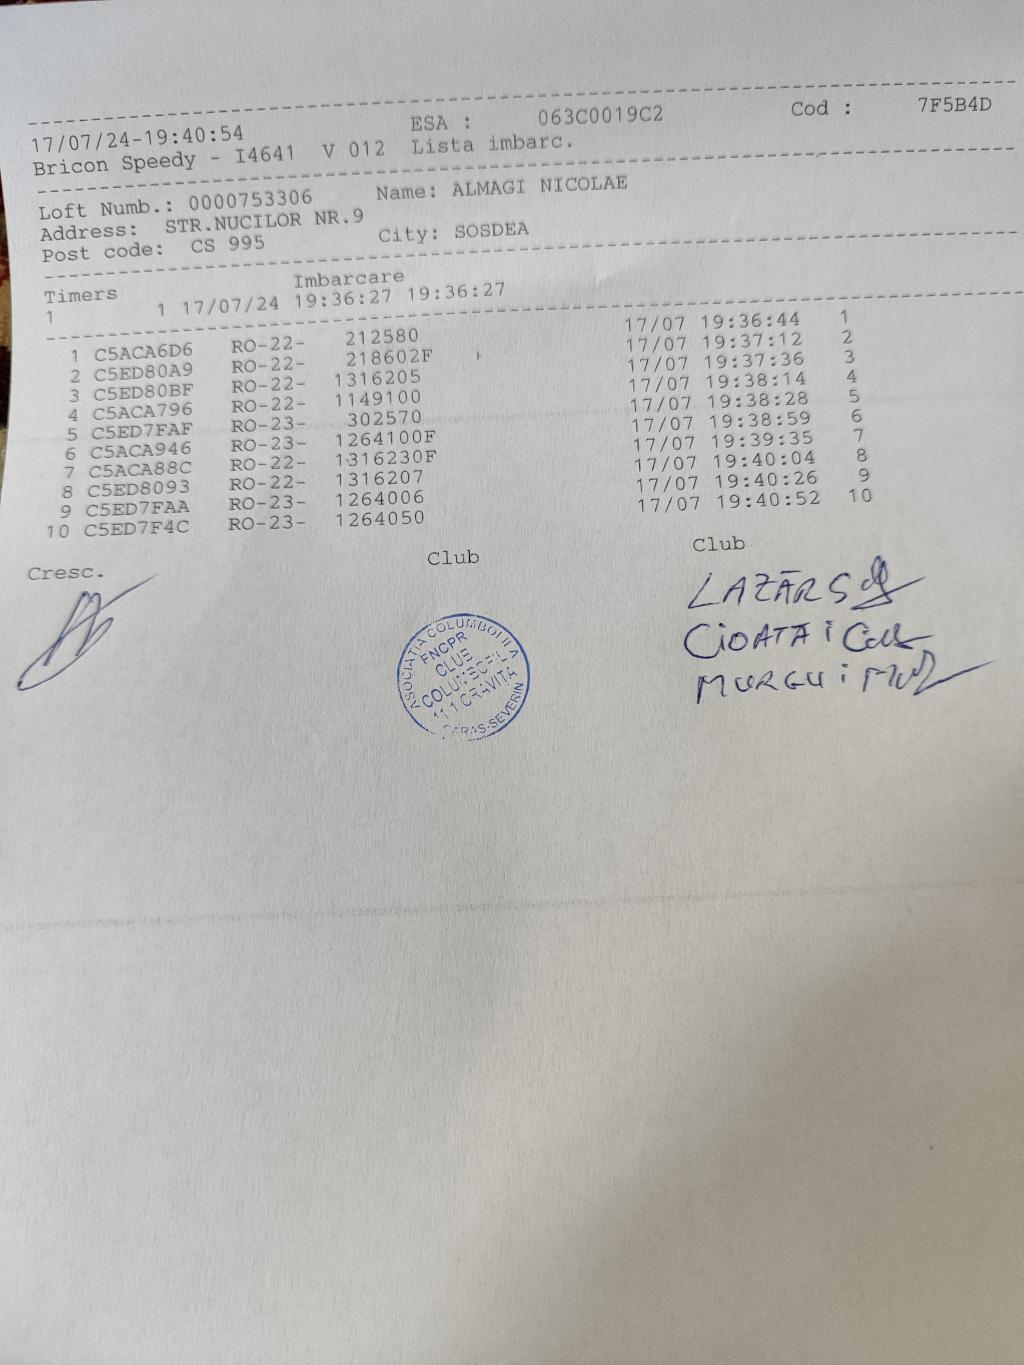 17/07/24-19:40:54 ESA : 063C0019C2 Cod : 7F5B4D
Bricon Speedy - I4641 V 012 Lista imbarc.
Loft Numb.: 0000753306 Name: ALMAGI NICOLAE
Address: STR.NUCILOR NR.9
Post code: CS 995 City: SOSDEA
Timers Imbarcare
1 1 17/07/24 19:36:27 19:36:27
1 C5ACA6D6 RO-22- 212580 17/07 19:36:44 1
2 C5ED80A9 RO-22- 218602F 17/07 19:37:12 2
3 C5ED80BF RO-22- 1316205 17/07 19:37:36 3
4 C5ACA796 RO-22- 1149100 17/07 19:38:14 4
5 C5ED7FAF RO-23- 302570 17/07 19:38:28 5
6 C5ACA946 RO-23- 1264100F 17/07 19:38:59 6
7 C5ACA88C RO-22- 1316230F 17/07 19:39:35 7
8 C5ED8093 RO-22- 1316207 17/07 19:40:04 8
9 C5ED7FAA RO-23- 1264006 17/07 19:40:26 9
10 C5ED7F4C RO-23- 1264050 17/07 19:40:52 10
Cresc. Club Club
ASOCIATIA COLUMBOFILA
FNCPR
CLUB
COLUMBOFIL
111 CRAVITA
CARAS-SEVERIN
LAZĂR S
CIOATA i
MURGU i